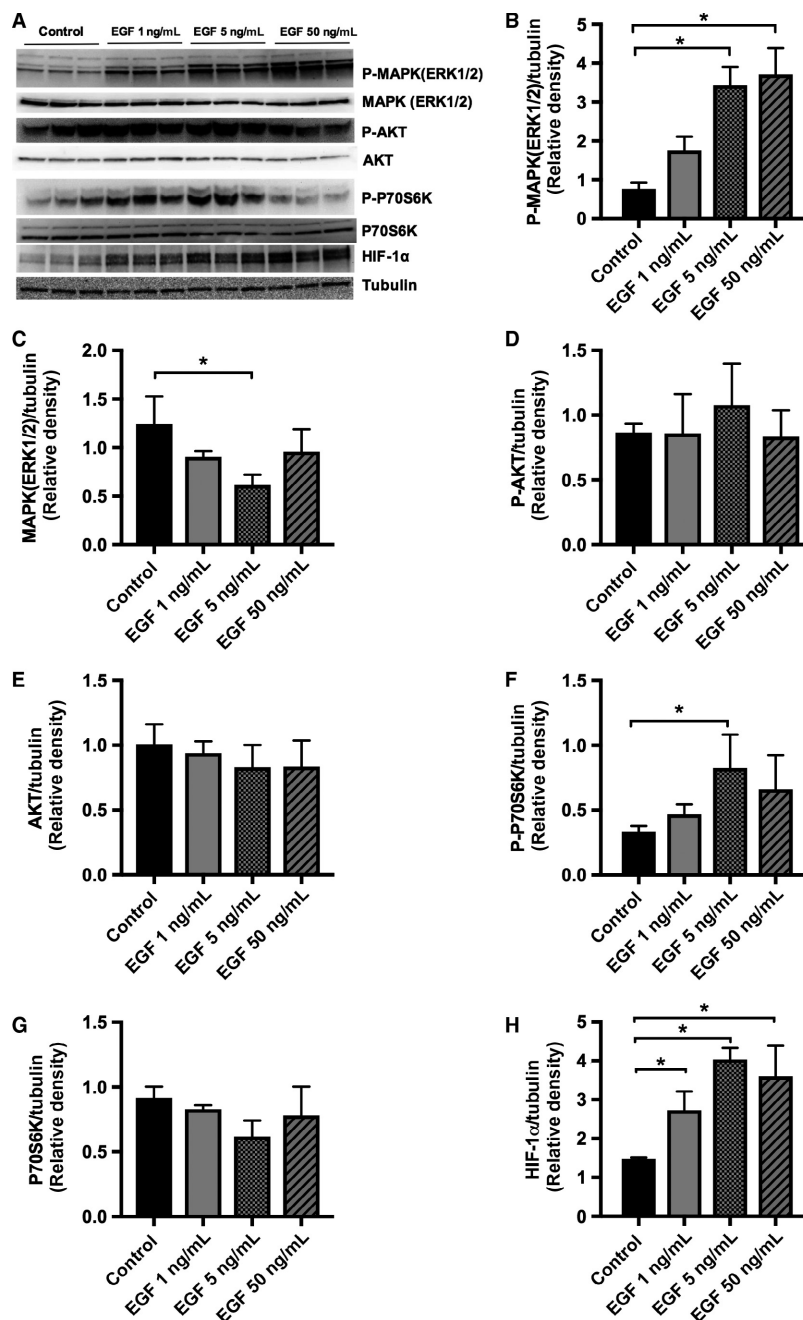 A
Control
EGF 1 ng/mL
EGF 5 ng/mL
EGF 50 ng/mL
P-MAPK(ERK1/2)
MAPK (ERK1/2)
P-AKT
AKT
P-P70S6K
P70S6K
HIF-1α
Tubulin
B
P-MAPK(ERK1/2)/tubulin
(Relative density)
5
4
3
2
1
0
*
*
Control
EGF 1 ng/mL
EGF 5 ng/mL
EGF 50 ng/mL
C
MAPK(ERK1/2)/tubulin
(Relative density)
2.0
1.5
1.0
0.5
0.0
*
Control
EGF 1 ng/mL
EGF 5 ng/mL
EGF 50 ng/mL
D
P-AKT/tubulin
(Relative density)
1.5
1.0
0.5
0.0
Control
EGF 1 ng/mL
EGF 5 ng/mL
EGF 50 ng/mL
E
AKT/tubulin
(Relative density)
1.5
1.0
0.5
0.0
Control
EGF 1 ng/mL
EGF 5 ng/mL
EGF 50 ng/mL
F
P-P70S6K/tubulin
(Relative density)
1.5
1.0
0.5
0.0
*
Control
EGF 1 ng/mL
EGF 5 ng/mL
EGF 50 ng/mL
G
P70S6K/tubulin
(Relative density)
1.5
1.0
0.5
0.0
Control
EGF 1 ng/mL
EGF 5 ng/mL
EGF 50 ng/mL
H
HIF-1α/tubulin
(Relative density)
5
4
3
2
1
0
*
*
*
Control
EGF 1 ng/mL
EGF 5 ng/mL
EGF 50 ng/mL